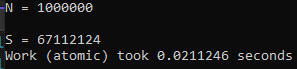 N = 1000000
S = 67112124
Work (atomic) took 0.0211246 seconds